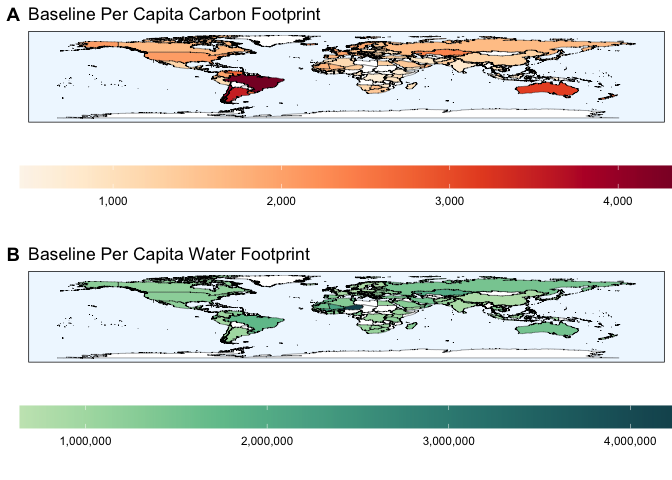 A Baseline Per Capita Carbon Footprint
1,000 2,000 3,000 4,000
B Baseline Per Capita Water Footprint
1,000,000 2,000,000 3,000,000 4,000,000